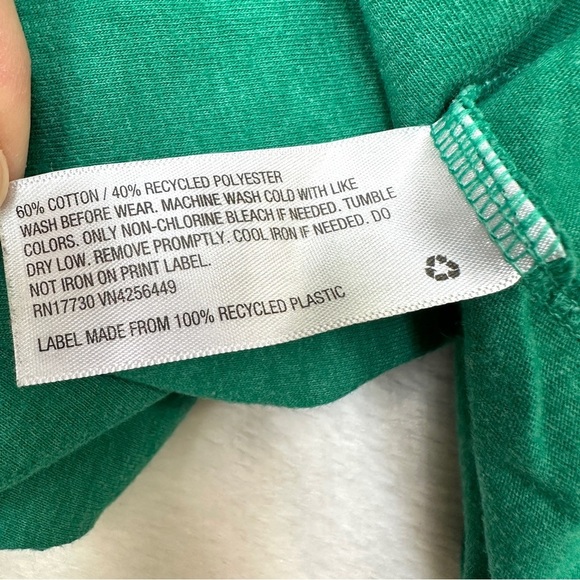 60% COTTON / 40% RECYCLED POLYESTER
WASH BEFORE WEAR. MACHINE WASH COLD WITH LIKE
COLORS. ONLY NON-CHLORINE BLEACH IF NEEDED. TUMBLE
DRY LOW. REMOVE PROMPTLY. COOL IRON IF NEEDED. DO
NOT IRON ON PRINT LABEL.
RN17730 VN4256449
LABEL MADE FROM 100% RECYCLED PLASTIC